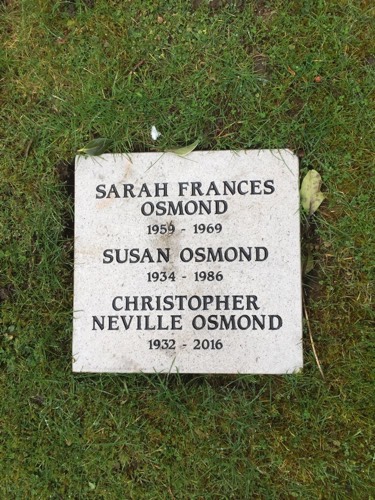 SARAH FRANCES
OSMOND
1959 - 1969
SUSAN OSMOND
1934 - 1986
CHRISTOPHER
NEVILLE OSMOND
1932 - 2016